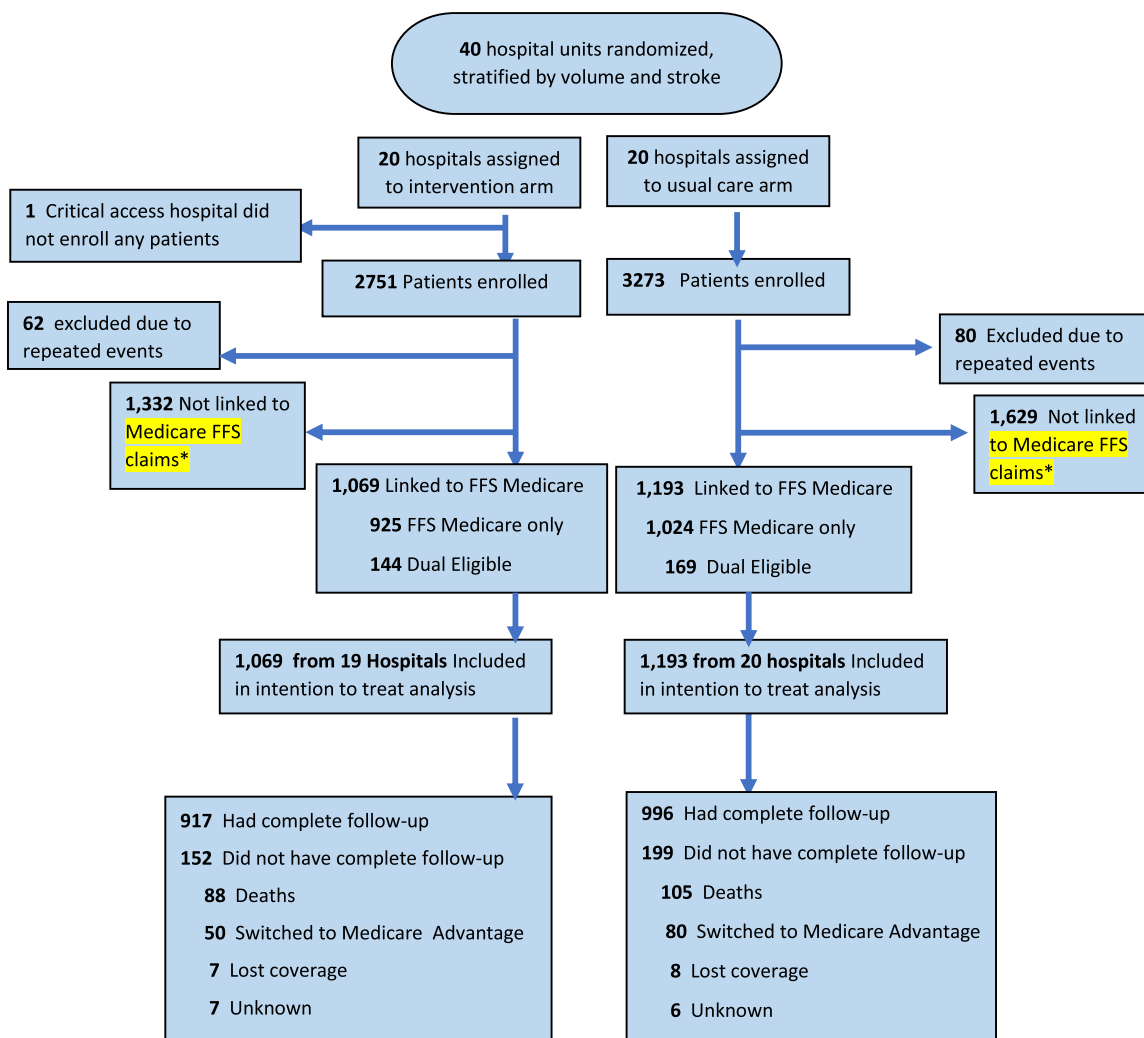 40 hospital units randomized,
stratified by volume and stroke
20 hospitals assigned
to intervention arm
20 hospitals assigned
to usual care arm
1 Critical access hospital did
not enroll any patients
2751 Patients enrolled
3273 Patients enrolled
62 excluded due to
repeated events
80 Excluded due to
repeated events
1,332 Not linked to
Medicare FFS
claims*
1,629 Not linked
to Medicare FFS
claims*
1,069 Linked to FFS Medicare
925 FFS Medicare only
144 Dual Eligible
1,193 Linked to FFS Medicare
1,024 FFS Medicare only
169 Dual Eligible
1,069 from 19 Hospitals Included
in intention to treat analysis
1,193 from 20 hospitals Included
in intention to treat analysis
917 Had complete follow-up
152 Did not have complete follow-up
88 Deaths
50 Switched to Medicare Advantage
7 Lost coverage
7 Unknown
996 Had complete follow-up
199 Did not have complete follow-up
105 Deaths
80 Switched to Medicare Advantage
8 Lost coverage
6 Unknown